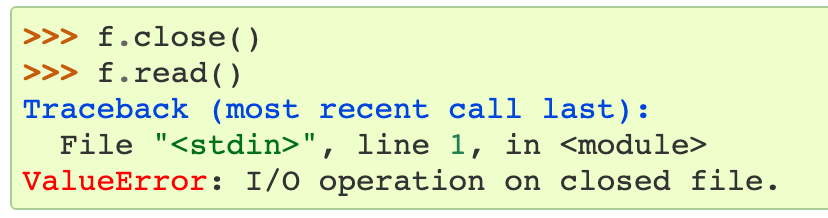 >>> f.close()
>>> f.read()
Traceback (most recent call last):
  File "<stdin>", line 1, in <module>
ValueError: I/O operation on closed file.